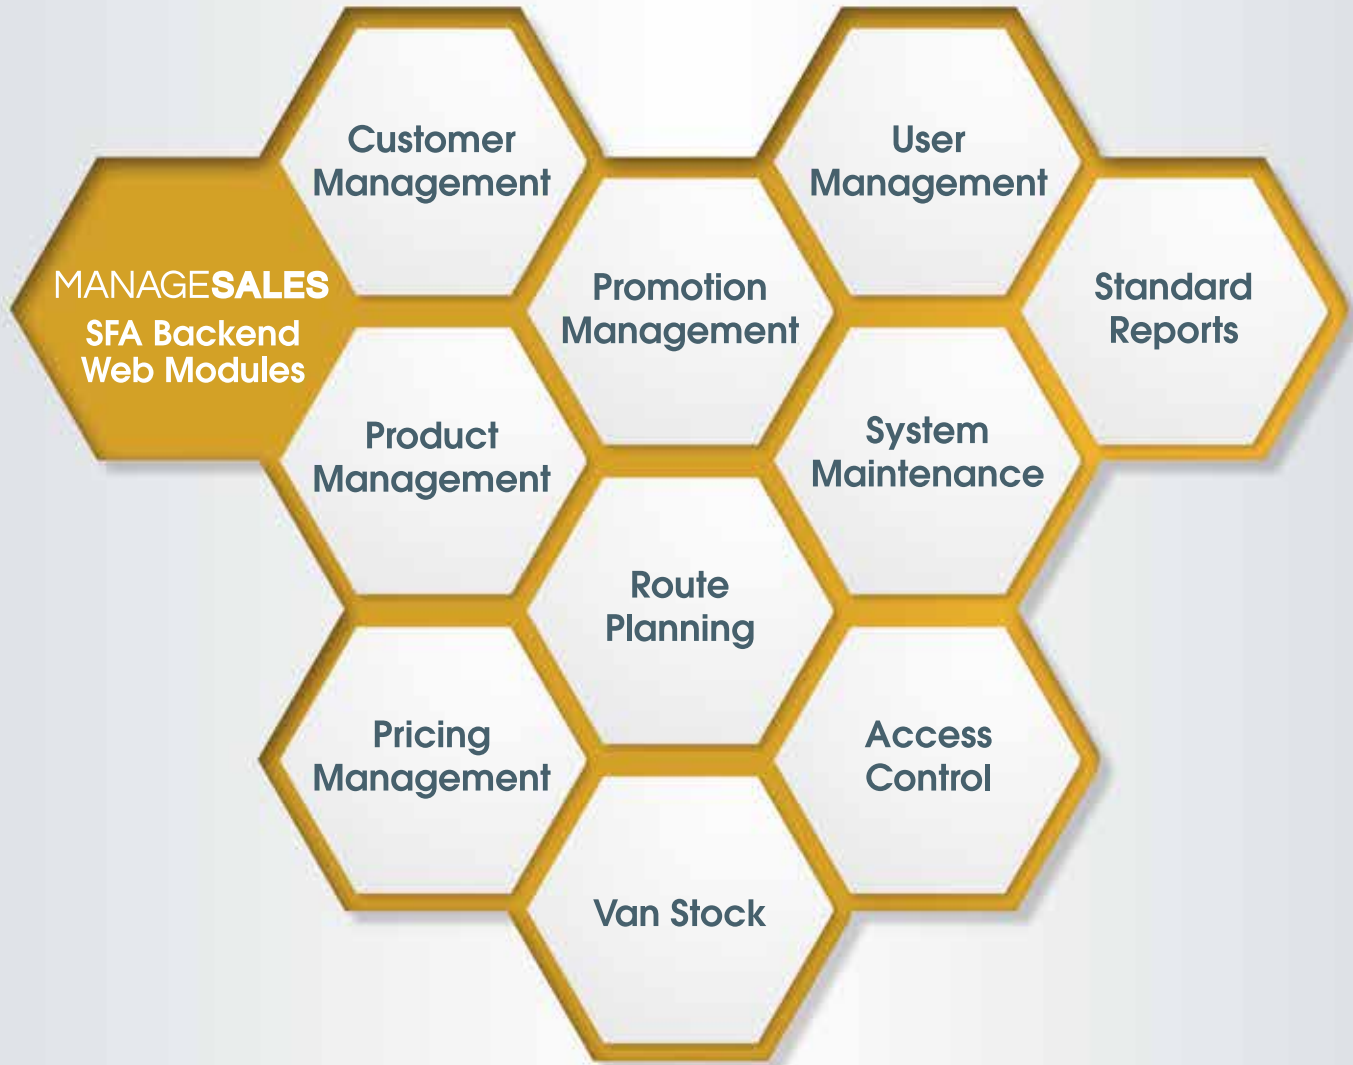 MANAGESALES
SFA Backend
Web Modules
Customer
Management
Product
Management
Pricing
Management
Promotion
Management
Route
Planning
Van Stock
User
Management
System
Maintenance
Access
Control
Standard
Reports